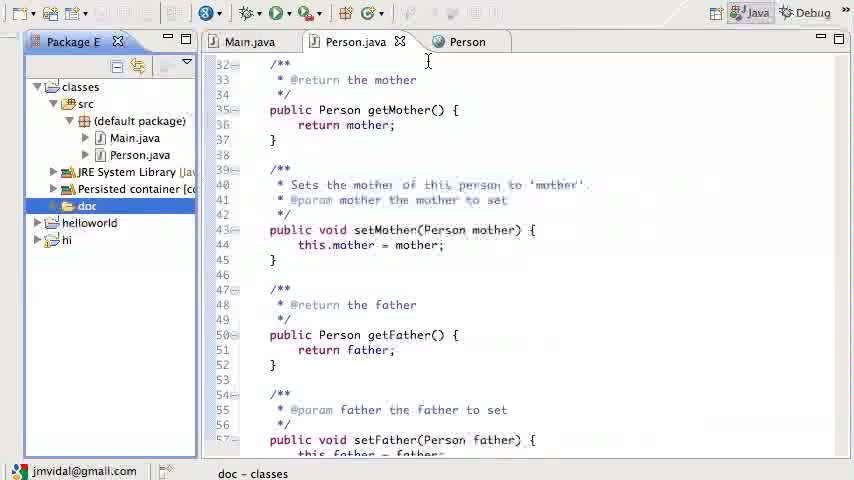 Java
Debug
Package E
Main.java
Person.java
Person
classes
src
(default package)
Main.java
Person.java
JRE System Library [Jav
Persisted container [co
doc
helloworld
hi
32 /**
33 * @return the mother
34 */
35 public Person getMother() {
36 return mother;
37 }
38
39 /**
40 * Sets the mother of this person to 'mother'.
41 * @param mother the mother to set
42 */
43 public void setMother(Person mother) {
44 this.mother = mother;
45 }
46
47 /**
48 * @return the father
49 */
50 public Person getFather() {
51 return father;
52 }
53
54 /**
55 * @param father the father to set
56 */
57 public void setFather(Person father) {
this.father = father;
jmvidal@gmail.com
doc - classes